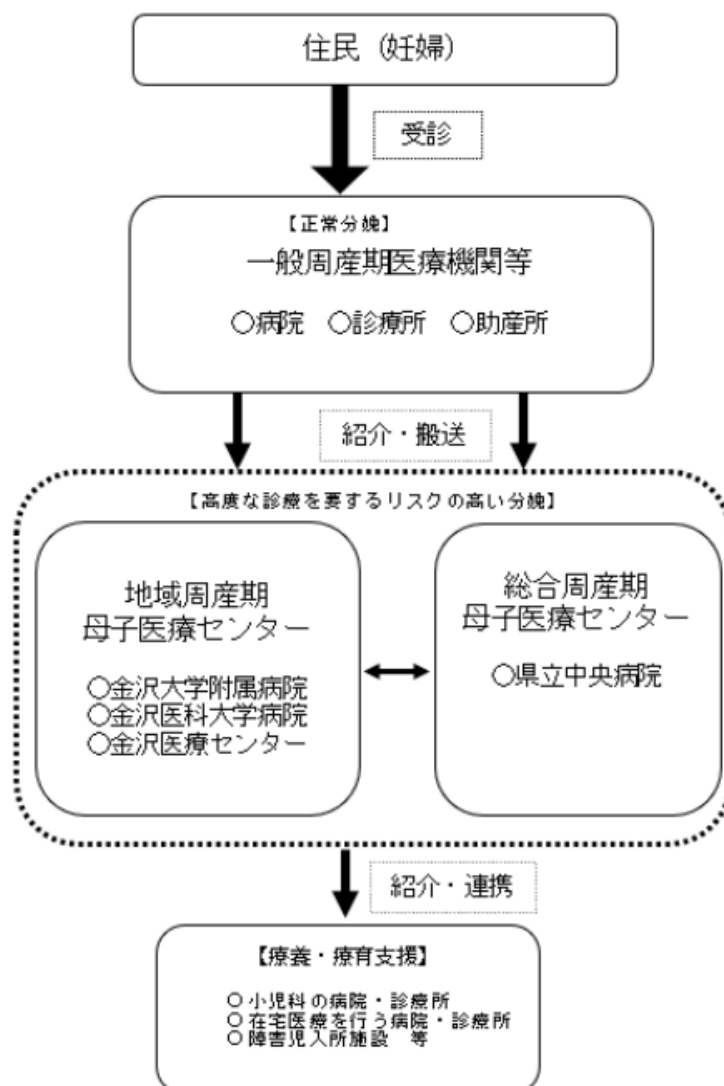 住民（妊婦）
受診
【正常分娩】
一般周産期医療機関等
○病院　○診療所　○助産所
紹介・搬送
【高度な診療を要するリスクの高い分娩】
地域周産期
母子医療センター
○金沢大学附属病院
○金沢医科大学病院
○金沢医療センター
総合周産期
母子医療センター
○県立中央病院
紹介・連携
【療養・療育支援】
○小児科の病院・診療所
○在宅医療を行う病院・診療所
○障害児入所施設　等